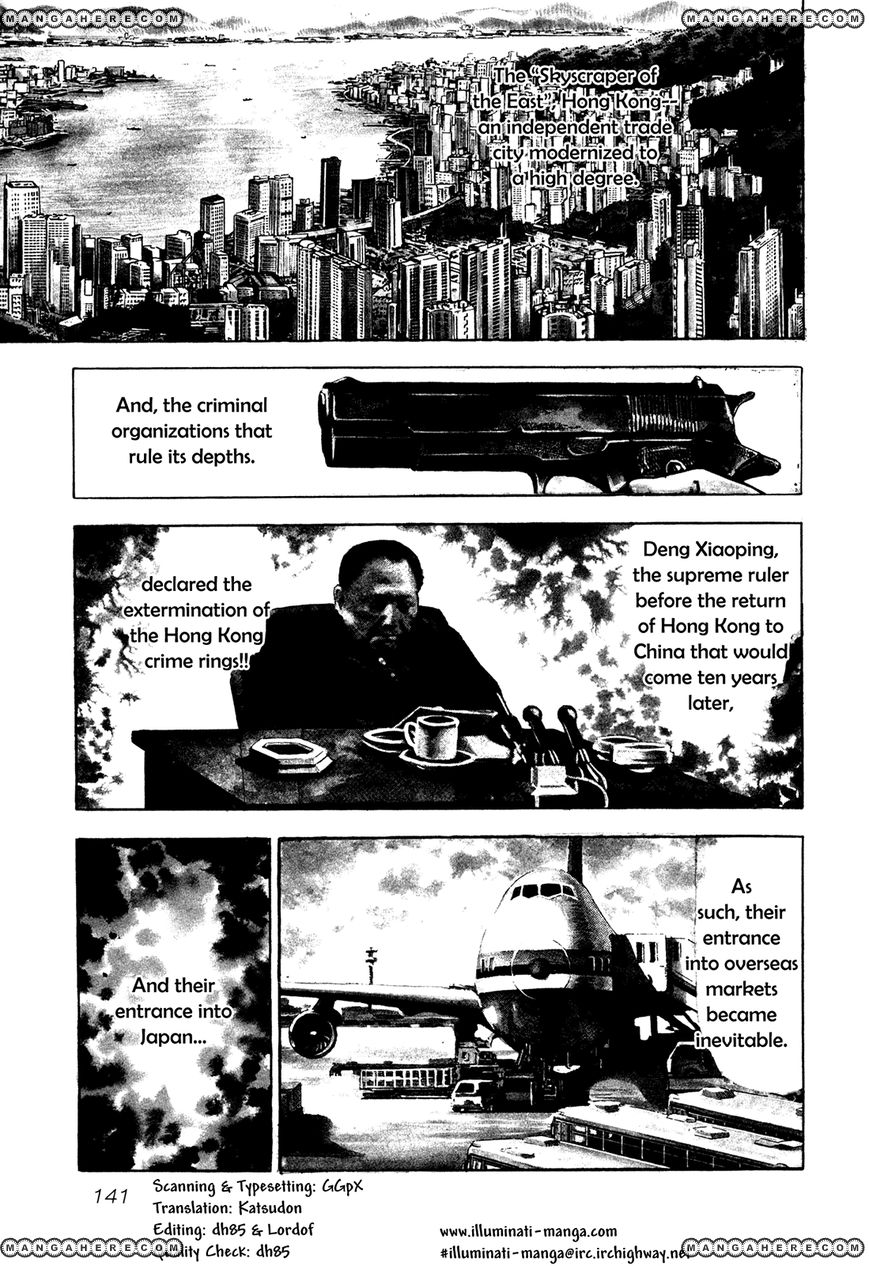 MANGAHERE.COM
MANGAHERE.COM
The "Skyscraper of
the East", Hong Kong--
an independent trade
city modernized to
a high degree.
And, the criminal
organizations that
rule its depths.
Deng Xiaoping,
the supreme ruler
before the return
of Hong Kong to
China that would
come ten years
later,
declared the
extermination of
the Hong Kong
crime rings!!
As
such, their
entrance
into overseas
markets
became
inevitable.
And their
entrance into
Japan...
141
Scanning & Typesetting: GGpX
Translation: Katsudon
Editing: dh85 & Lordof
Quality Check: dh85
www.illuminati-manga.com
#illuminati-manga@irc.irchighway.net
MANGAHERE.COM
MANGAHERE.COM